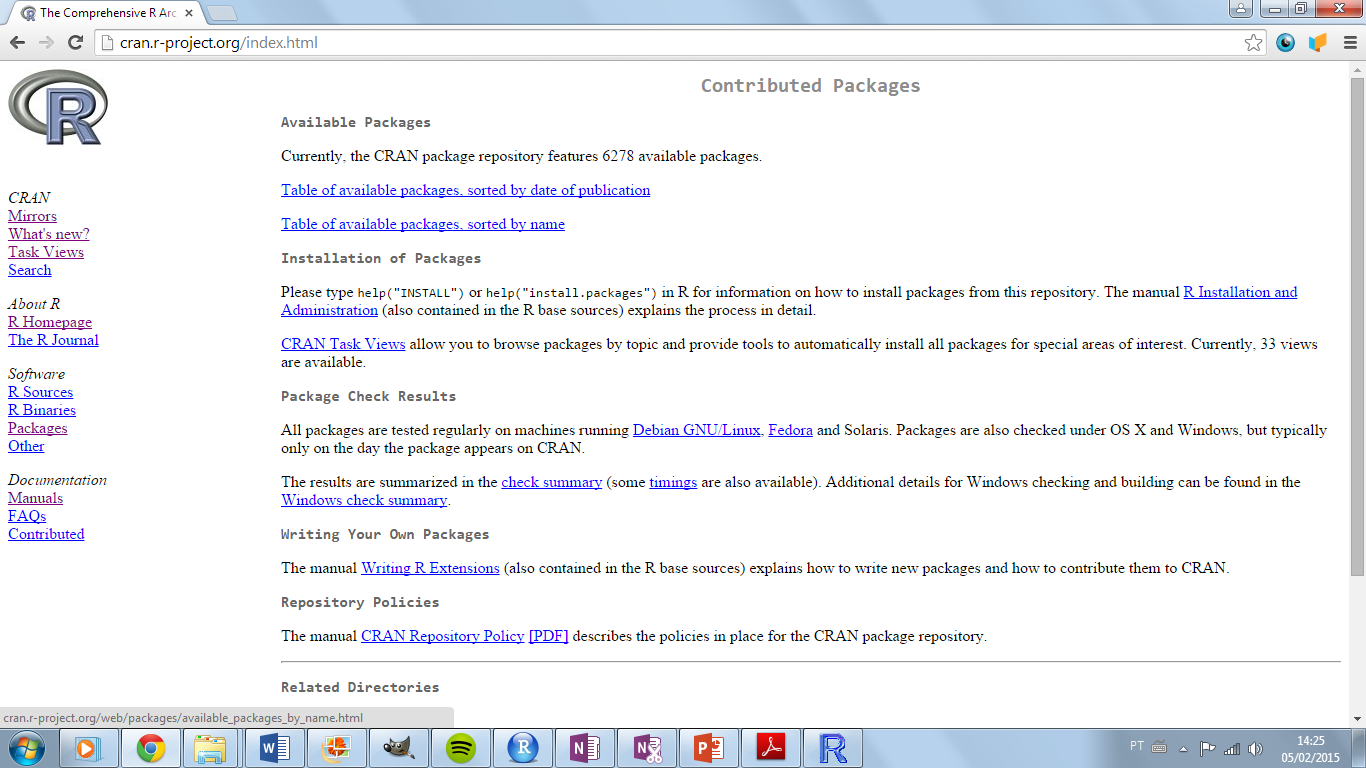 The Comprehensive R Arc
cran.r-project.org/index.html
R
CRAN
Mirrors
What's new?
Task Views
Search
About R
R Homepage
The R Journal
Software
R Sources
R Binaries
Packages
Other
Documentation
Manuals
FAQs
Contributed
Contributed Packages
Available Packages
Currently, the CRAN package repository features 6278 available packages.
Table of available packages, sorted by date of publication
Table of available packages, sorted by name
Installation of Packages
Please type help("INSTALL") or help("install.packages") in R for information on how to install packages from this repository. The manual R Installation and
Administration (also contained in the R base sources) explains the process in detail.
CRAN Task Views allow you to browse packages by topic and provide tools to automatically install all packages for special areas of interest. Currently, 33 views
are available.
Package Check Results
All packages are tested regularly on machines running Debian GNU/Linux, Fedora and Solaris. Packages are also checked under OS X and Windows, but typically
only on the day the package appears on CRAN.
The results are summarized in the check summary (some timings are also available). Additional details for Windows checking and building can be found in the
Windows check summary.
Writing Your Own Packages
The manual Writing R Extensions (also contained in the R base sources) explains how to write new packages and how to contribute them to CRAN.
Repository Policies
The manual CRAN Repository Policy [PDF] describes the policies in place for the CRAN package repository.
Related Directories
cran.r-project.org/web/packages/available_packages_by_name.html
PT
14:25
05/02/2015